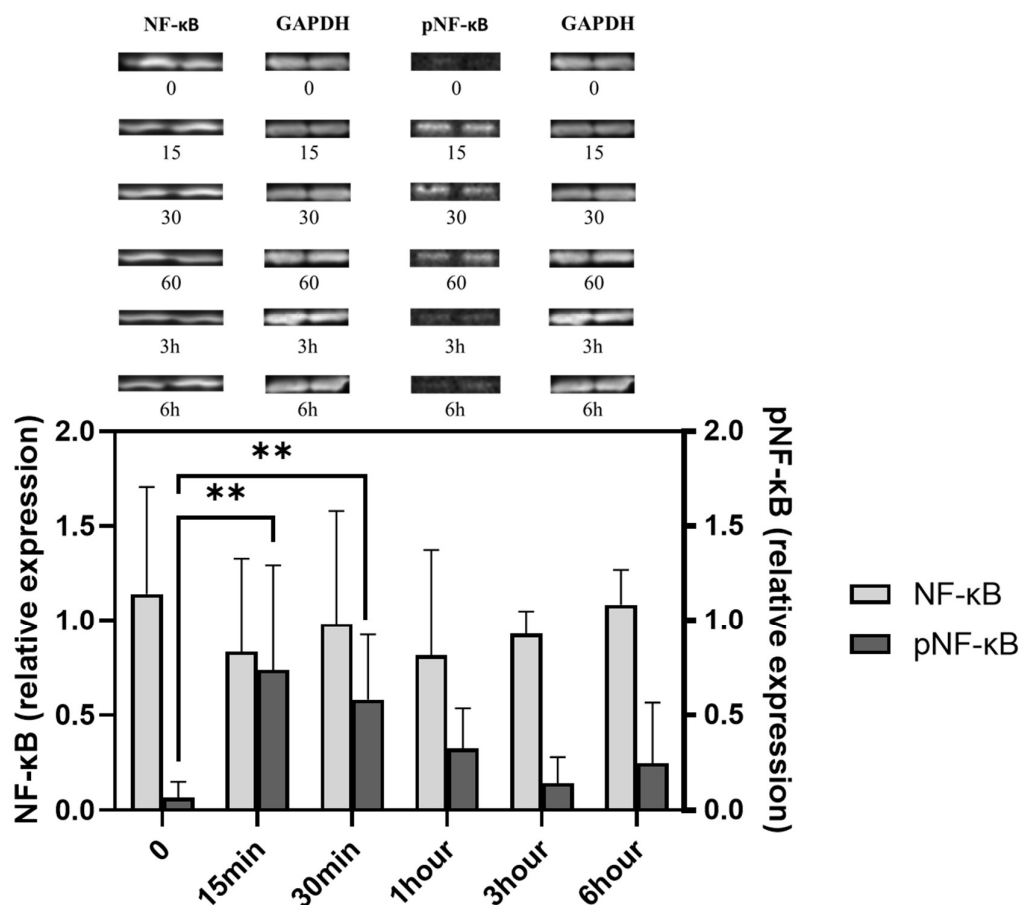 NF-κB GAPDH pNF-κB GAPDH
0 0 0 0
15 15 15 15
30 30 30 30
60 60 60 60
3h 3h 3h 3h
6h 6h 6h 6h
NF-κB (relative expression)
2.0
1.5
1.0
0.5
0.0
**
**
2.0
1.5
1.0
0.5
0.0
pNF-κB (relative expression)
0 15min 30min 1hour 3hour 6hour
NF-κB
pNF-κB